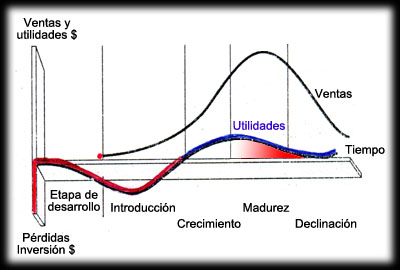 Ventas y
utilidades $
Ventas
Utilidades
Tiempo
Etapa de
desarrollo
Introducción
Crecimiento
Madurez
Declinación
Pérdidas
Inversión $